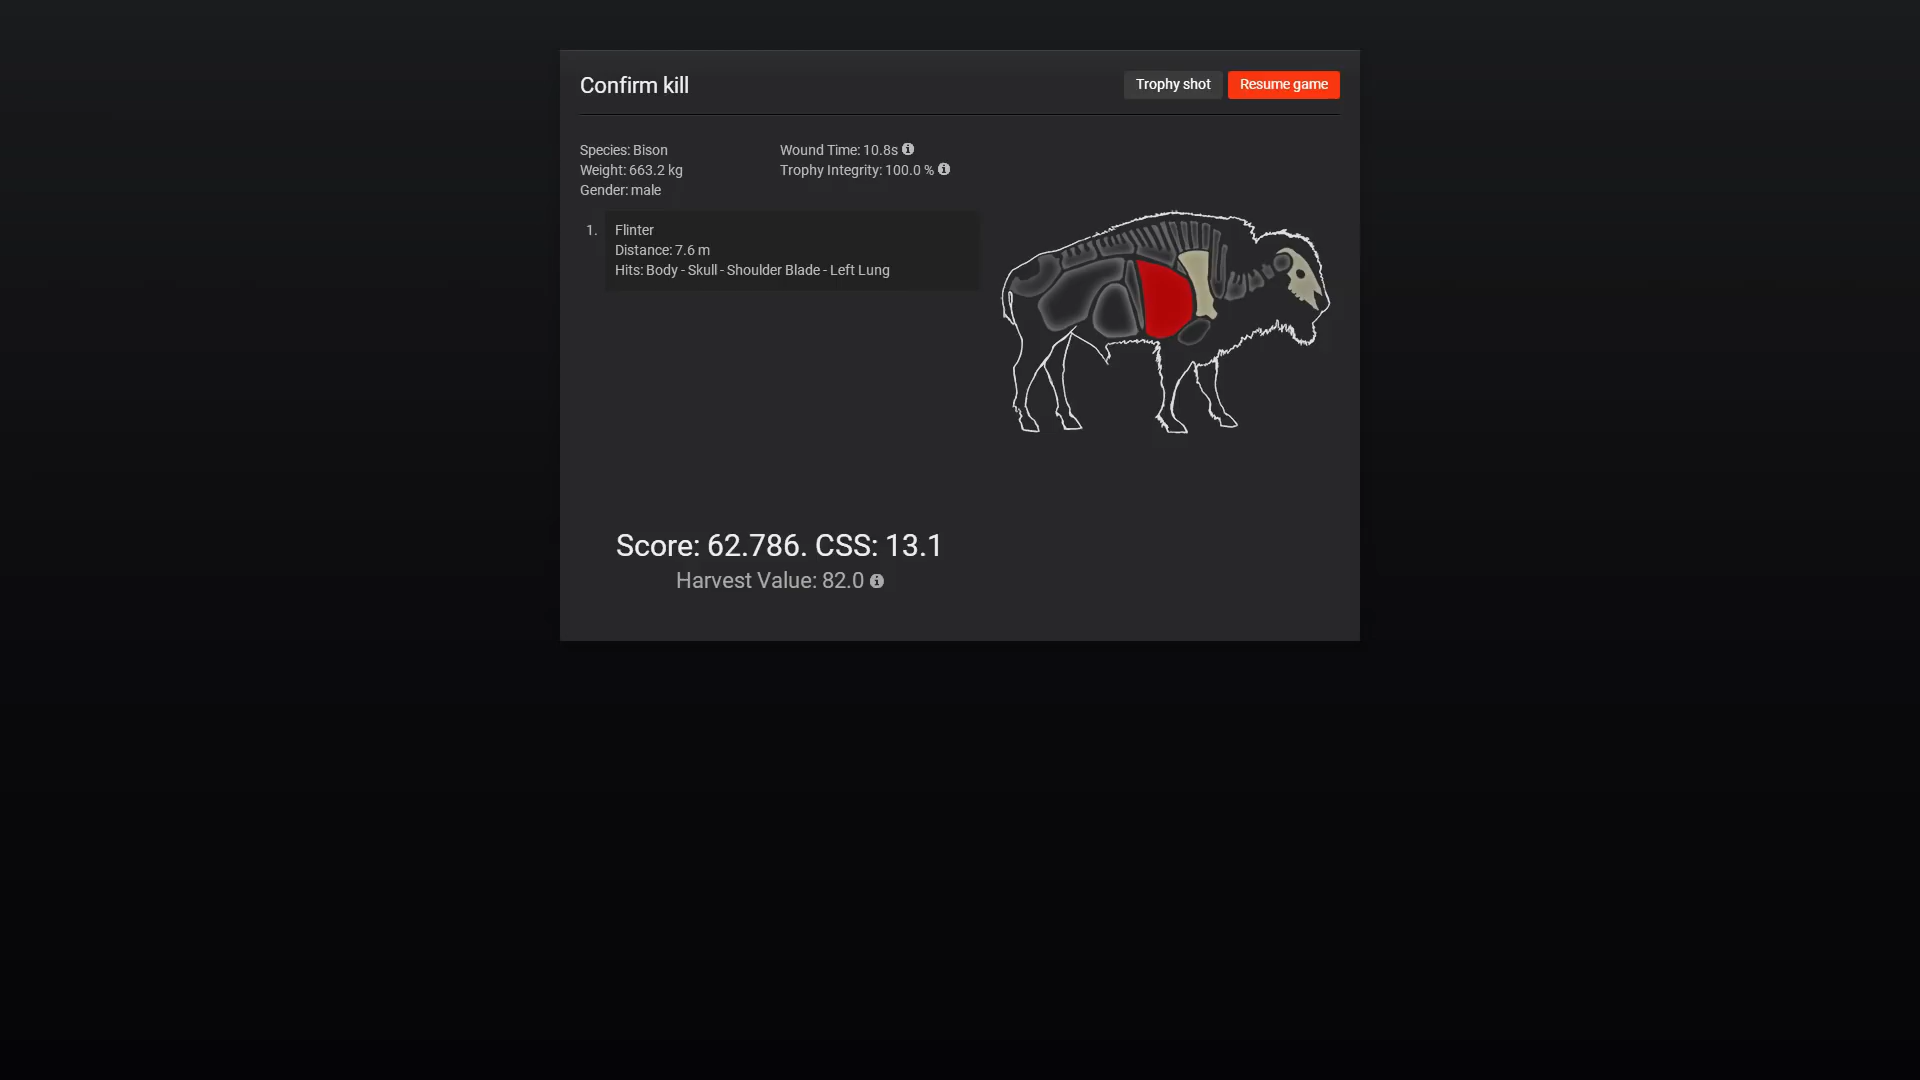 Confirm kill
Trophy shot
Resume game
Species: Bison
Weight: 663.2 kg
Gender: male
Wound Time: 10.8s
Trophy Integrity: 100.0 %
1.
Flinter
Distance: 7.6 m
Hits: Body - Skull - Shoulder Blade - Left Lung
Score: 62.786. CSS: 13.1
Harvest Value: 82.0